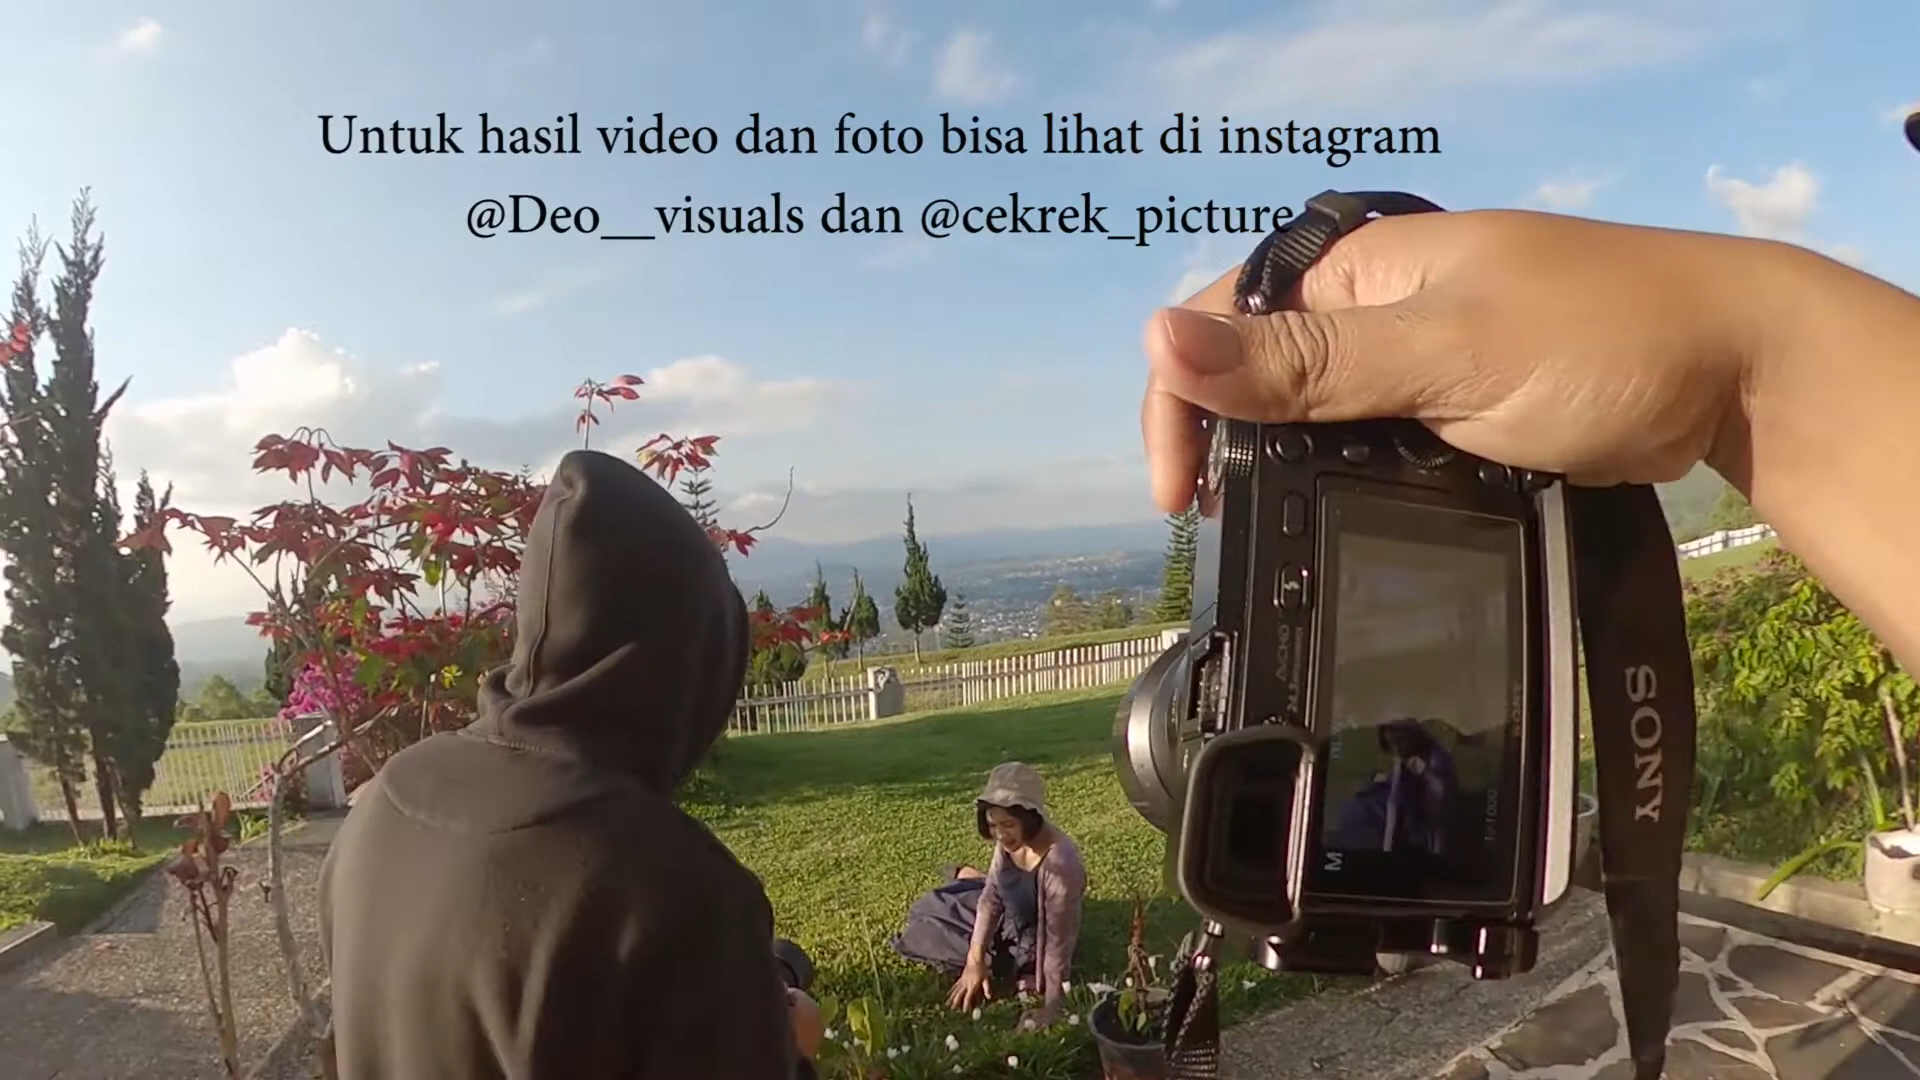 Untuk hasil video dan foto bisa lihat di instagram
@Deo__visuals dan @cekrek_picture
SONY
M